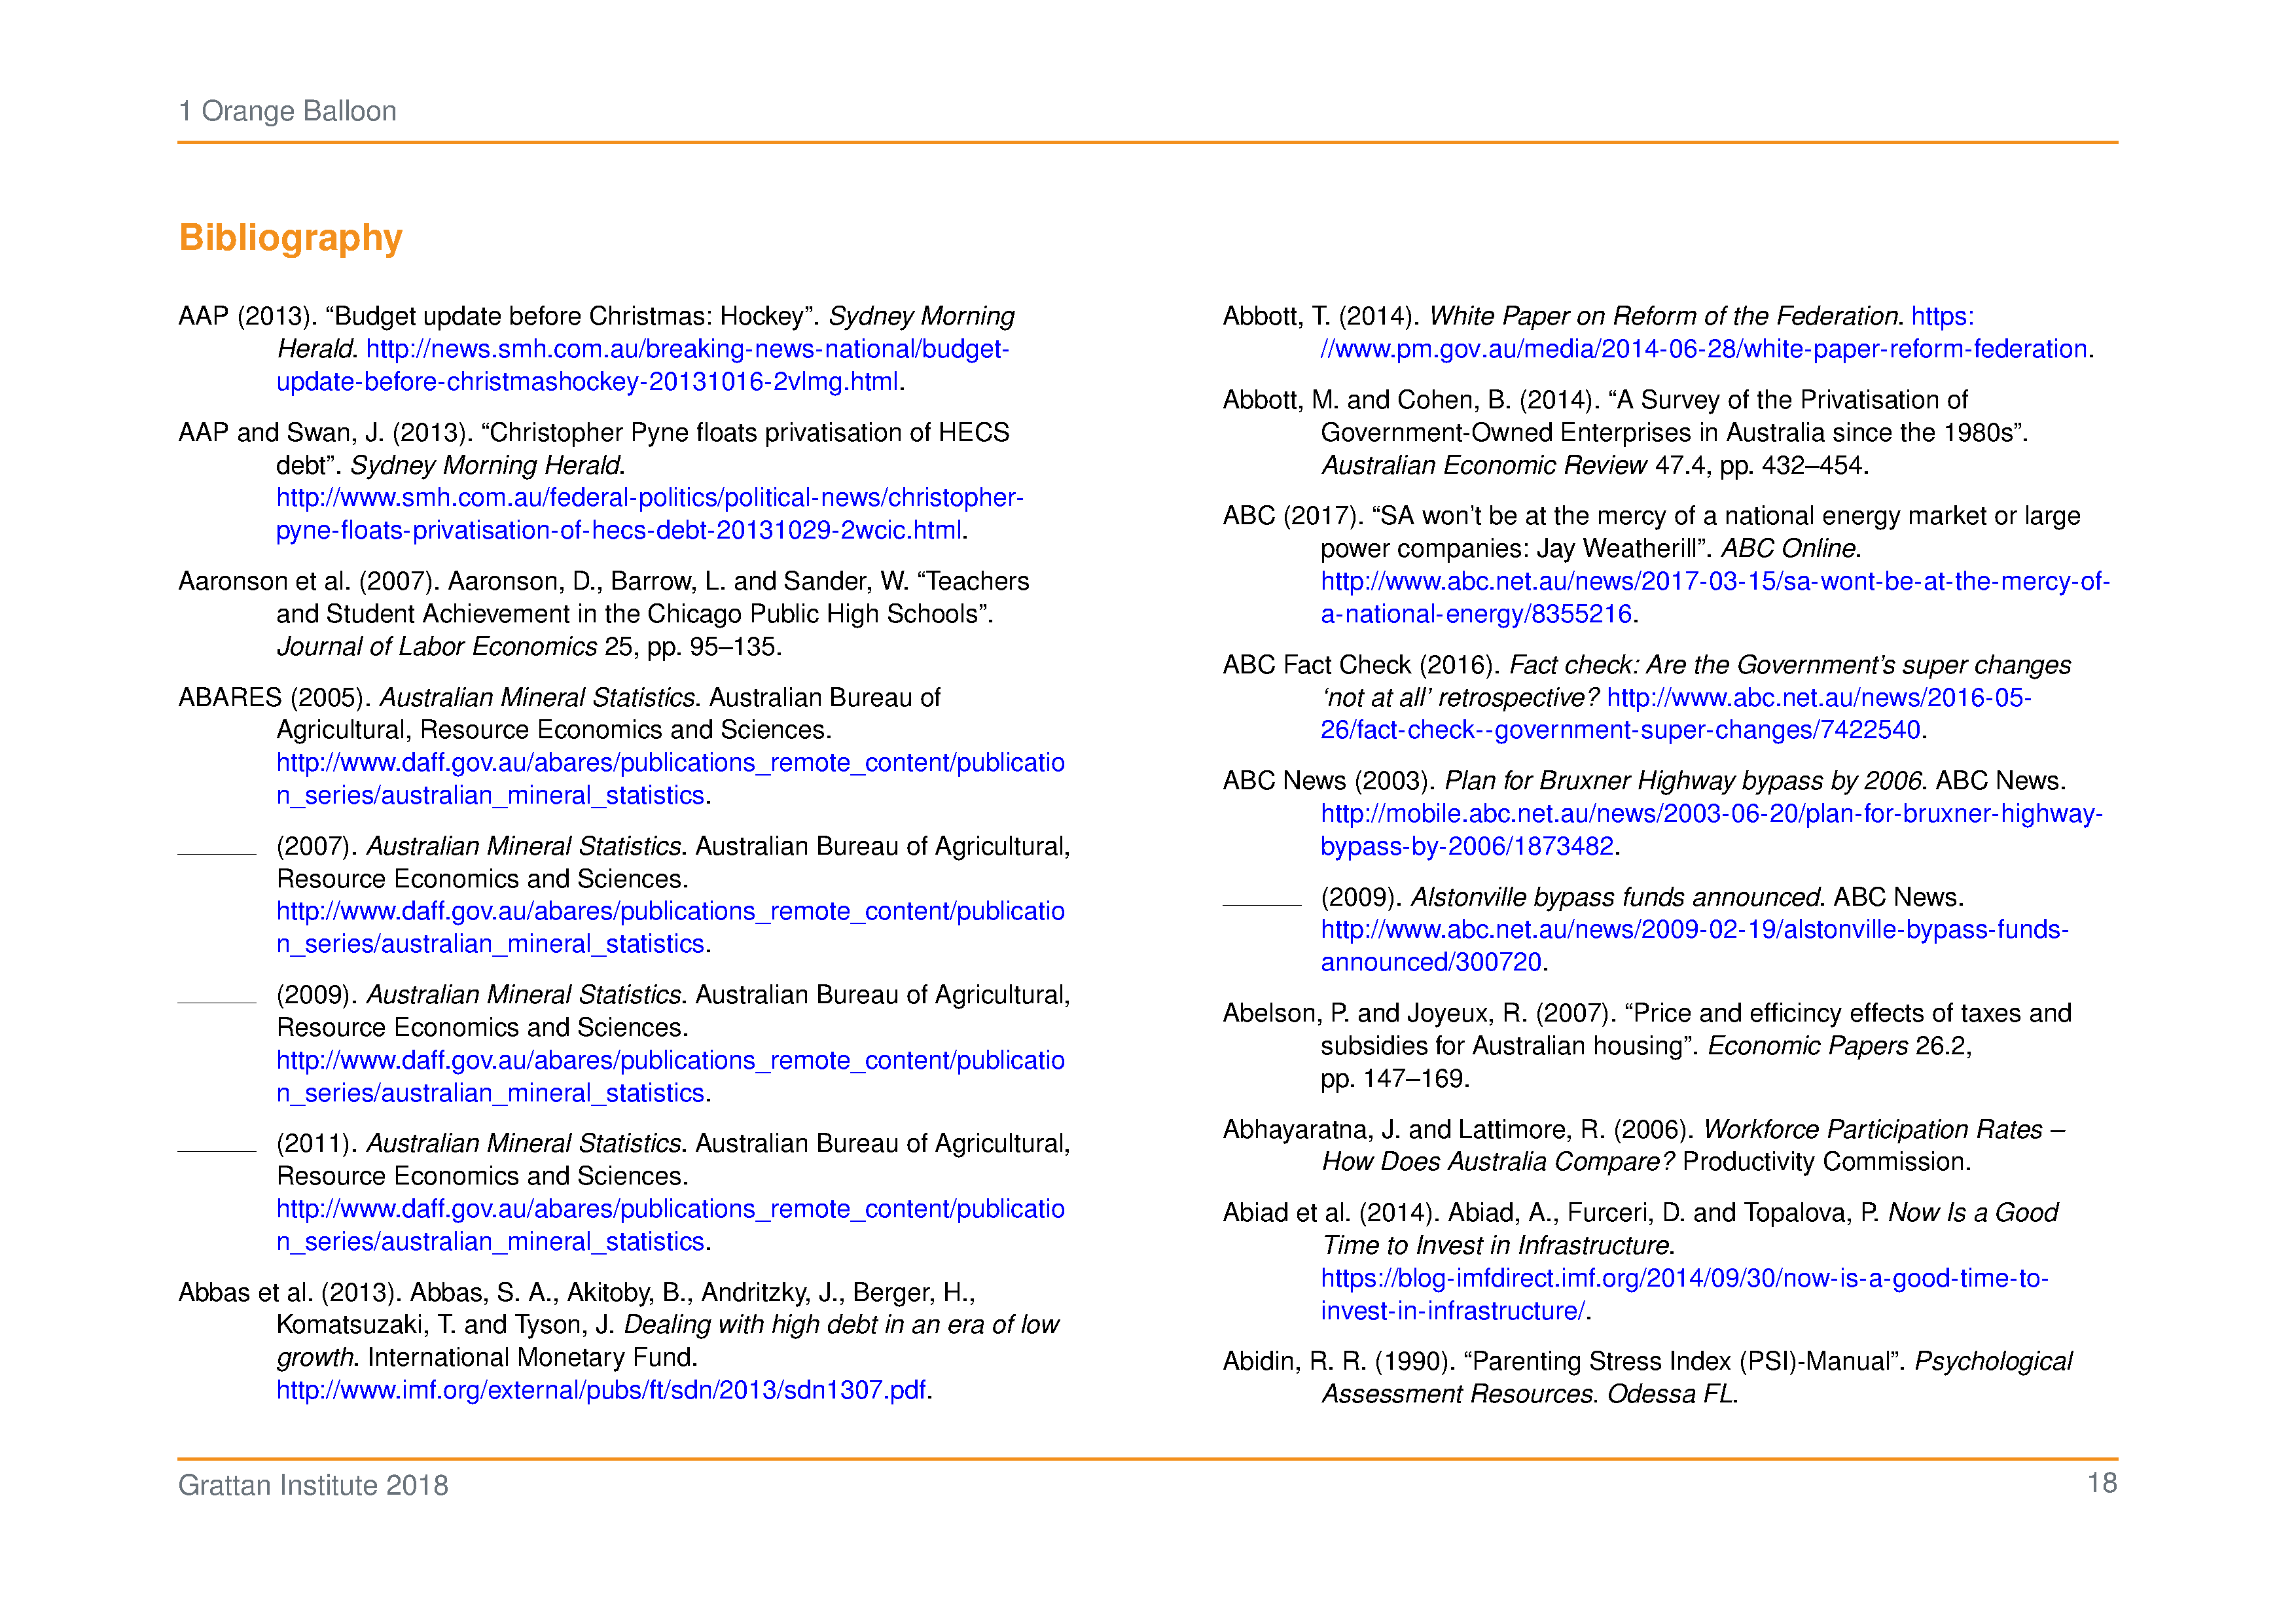 1 Orange Balloon
Bibliography
AAP (2013). “Budget update before Christmas: Hockey”. Sydney Morning
Herald. http://news.smh.com.au/breaking-news-national/budget-
update-before-christmashockey-20131016-2vlmg.html.
AAP and Swan, J. (2013). “Christopher Pyne floats privatisation of HECS
debt”. Sydney Morning Herald.
http://www.smh.com.au/federal-politics/political-news/christopher-
pyne-floats-privatisation-of-hecs-debt-20131029-2wcic.html.
Aaronson et al. (2007). Aaronson, D., Barrow, L. and Sander, W. “Teachers
and Student Achievement in the Chicago Public High Schools”.
Journal of Labor Economics 25, pp. 95–135.
ABARES (2005). Australian Mineral Statistics. Australian Bureau of
Agricultural, Resource Economics and Sciences.
http://www.daff.gov.au/abares/publications_remote_content/publicatio
n_series/australian_mineral_statistics.
(2007). Australian Mineral Statistics. Australian Bureau of Agricultural,
Resource Economics and Sciences.
http://www.daff.gov.au/abares/publications_remote_content/publicatio
n_series/australian_mineral_statistics.
(2009). Australian Mineral Statistics. Australian Bureau of Agricultural,
Resource Economics and Sciences.
http://www.daff.gov.au/abares/publications_remote_content/publicatio
n_series/australian_mineral_statistics.
(2011). Australian Mineral Statistics. Australian Bureau of Agricultural,
Resource Economics and Sciences.
http://www.daff.gov.au/abares/publications_remote_content/publicatio
n_series/australian_mineral_statistics.
Abbas et al. (2013). Abbas, S. A., Akitoby, B., Andritzky, J., Berger, H.,
Komatsuzaki, T. and Tyson, J. Dealing with high debt in an era of low
growth. International Monetary Fund.
http://www.imf.org/external/pubs/ft/sdn/2013/sdn1307.pdf.
Abbott, T. (2014). White Paper on Reform of the Federation. https:
//www.pm.gov.au/media/2014-06-28/white-paper-reform-federation.
Abbott, M. and Cohen, B. (2014). “A Survey of the Privatisation of
Government-Owned Enterprises in Australia since the 1980s”.
Australian Economic Review 47.4, pp. 432–454.
ABC (2017). “SA won’t be at the mercy of a national energy market or large
power companies: Jay Weatherill”. ABC Online.
http://www.abc.net.au/news/2017-03-15/sa-wont-be-at-the-mercy-of-
a-national-energy/8355216.
ABC Fact Check (2016). Fact check: Are the Government’s super changes
‘not at all’ retrospective? http://www.abc.net.au/news/2016-05-
26/fact-check--government-super-changes/7422540.
ABC News (2003). Plan for Bruxner Highway bypass by 2006. ABC News.
http://mobile.abc.net.au/news/2003-06-20/plan-for-bruxner-highway-
bypass-by-2006/1873482.
(2009). Alstonville bypass funds announced. ABC News.
http://www.abc.net.au/news/2009-02-19/alstonville-bypass-funds-
announced/300720.
Abelson, P. and Joyeux, R. (2007). “Price and efficincy effects of taxes and
subsidies for Australian housing”. Economic Papers 26.2,
pp. 147–169.
Abhayaratna, J. and Lattimore, R. (2006). Workforce Participation Rates –
How Does Australia Compare? Productivity Commission.
Abiad et al. (2014). Abiad, A., Furceri, D. and Topalova, P. Now Is a Good
Time to Invest in Infrastructure.
https://blog-imfdirect.imf.org/2014/09/30/now-is-a-good-time-to-
invest-in-infrastructure/.
Abidin, R. R. (1990). “Parenting Stress Index (PSI)-Manual”. Psychological
Assessment Resources. Odessa FL.
Grattan Institute 2018
18